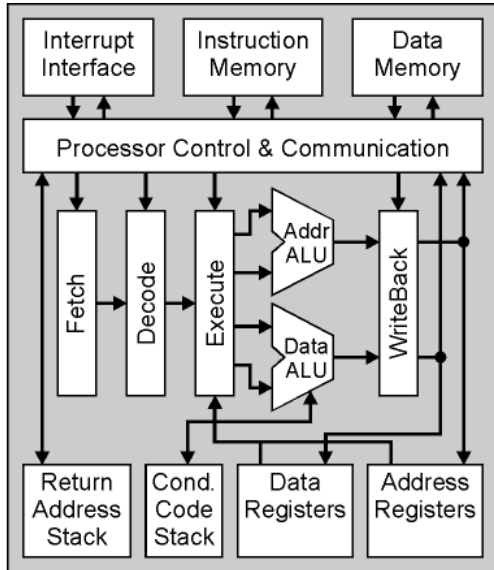 Interrupt
Interface
Instruction
Memory
Data
Memory
Processor Control & Communication
Fetch
Decode
Execute
Addr
ALU
Data
ALU
WriteBack
Return
Address
Stack
Cond.
Code
Stack
Data
Registers
Address
Registers